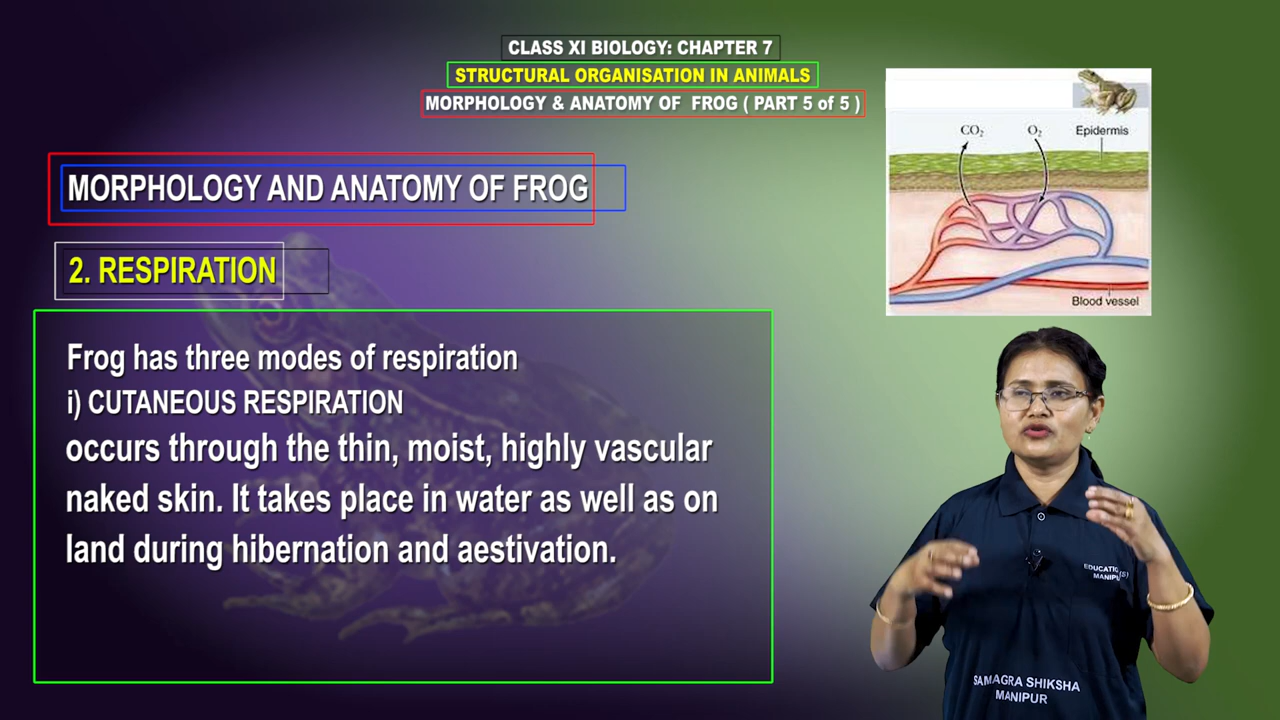 CLASS XI BIOLOGY: CHAPTER 7
STRUCTURAL ORGANISATION IN ANIMALS
MORPHOLOGY & ANATOMY OF FROG ( PART 5 of 5 )
MORPHOLOGY AND ANATOMY OF FROG
2. RESPIRATION
Frog has three modes of respiration
i) CUTANEOUS RESPIRATION
occurs through the thin, moist, highly vascular
naked skin. It takes place in water as well as on
land during hibernation and aestivation.
CO₂ O₂ Epidermis
Blood vessel
MANIPUR
SAMAGRA SHIKSHA
MANIPUR